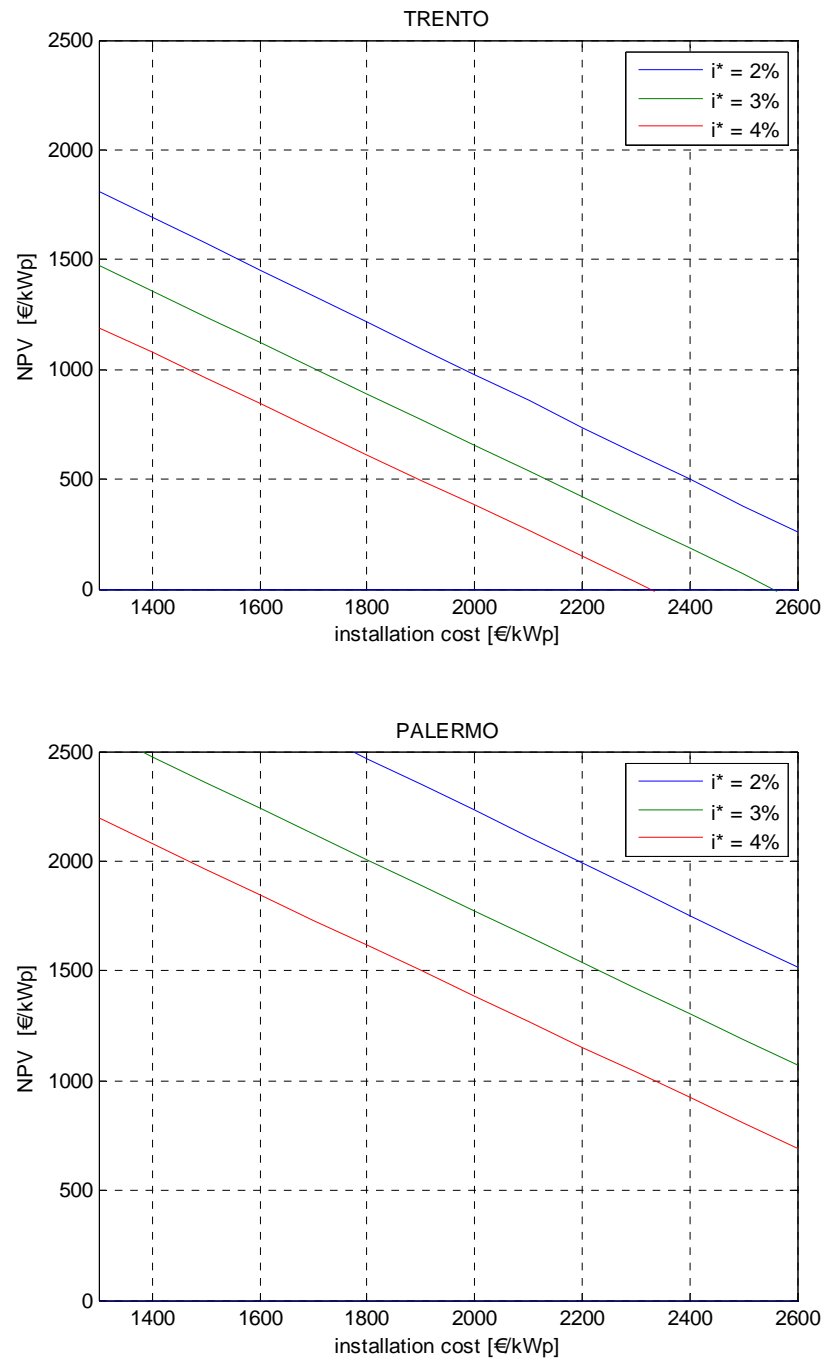 TRENTO
2500
2000
1500
1000
500
0
NPV [€/kWp]
i* = 2%
i* = 3%
i* = 4%
1400 1600 1800 2000 2200 2400 2600
installation cost [€/kWp]
PALERMO
2500
2000
1500
1000
500
0
NPV [€/kWp]
i* = 2%
i* = 3%
i* = 4%
1400 1600 1800 2000 2200 2400 2600
installation cost [€/kWp]